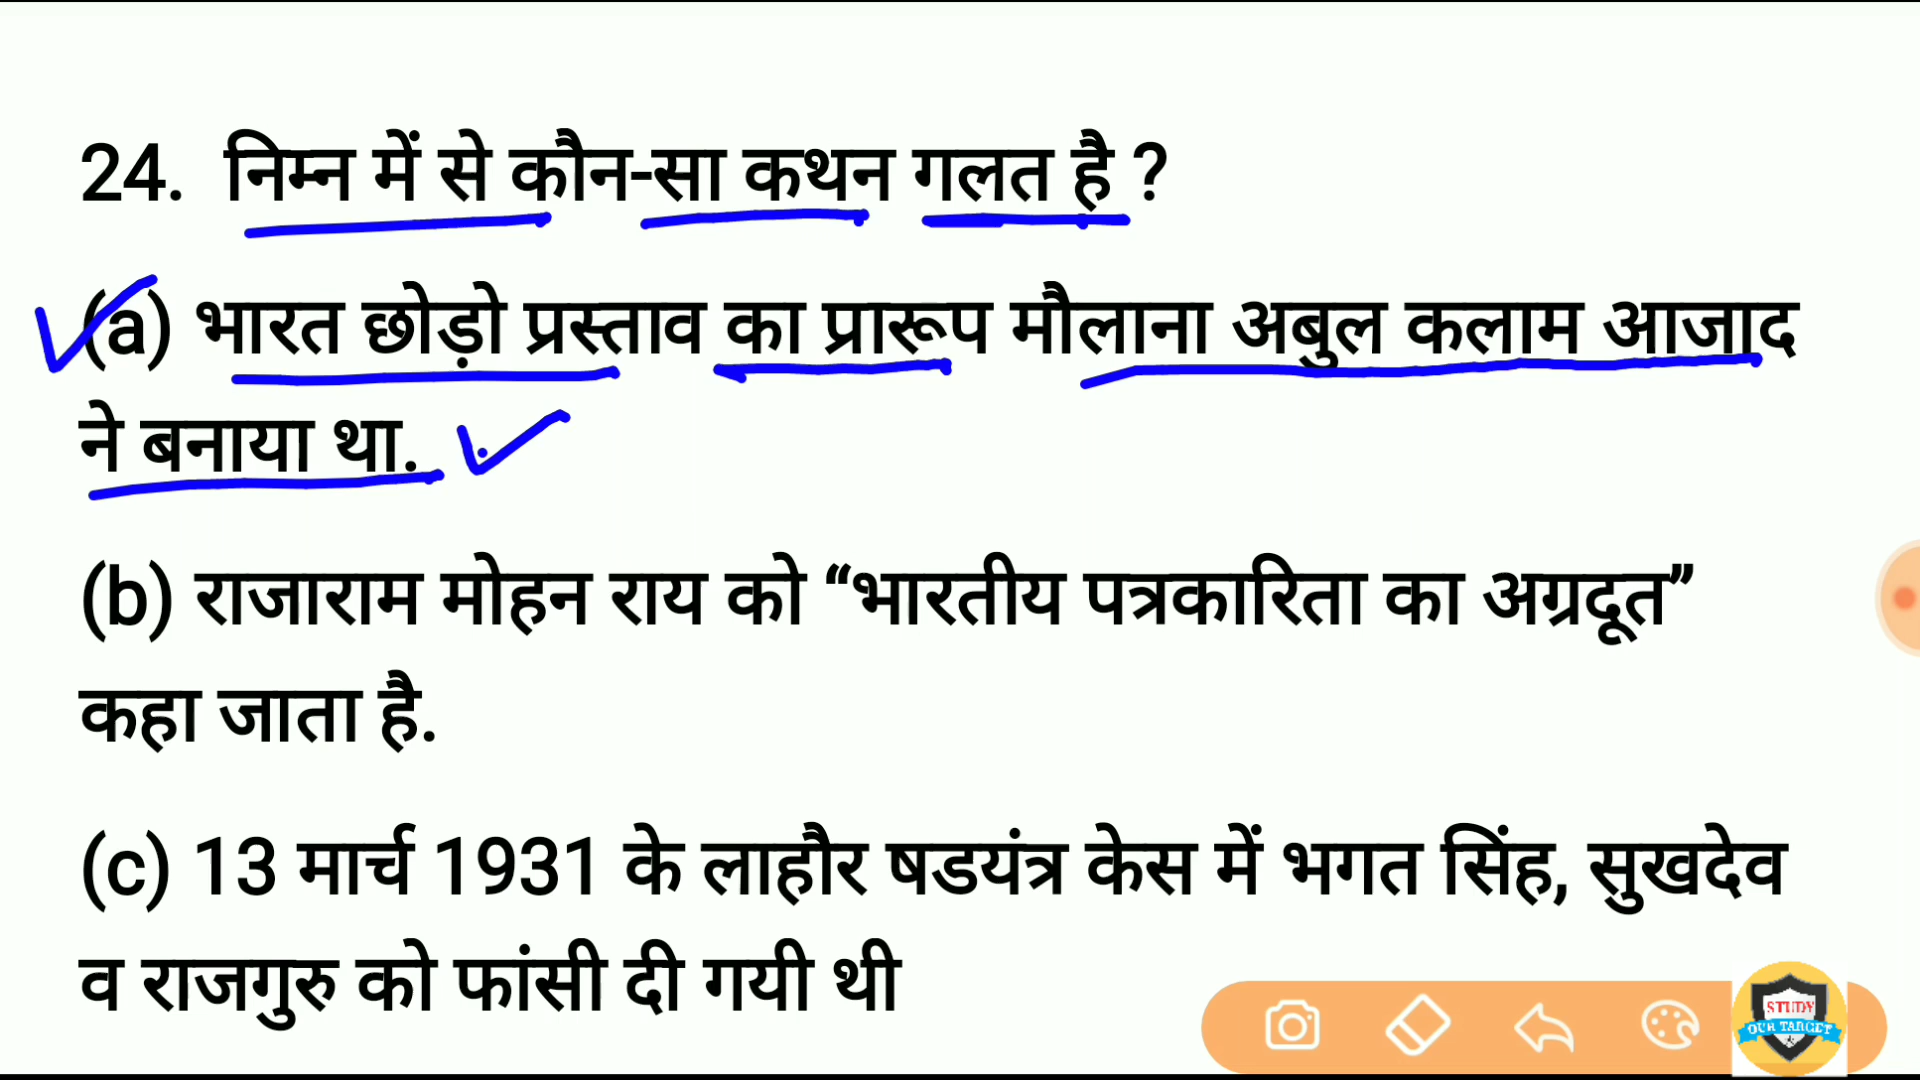 24. निम्न में से कौन-सा कथन गलत है ?
(a) भारत छोड़ो प्रस्ताव का प्रारूप मौलाना अबुल कलाम आजाद
ने बनाया था.
(b) राजाराम मोहन राय को “भारतीय पत्रकारिता का अग्रदूत”
कहा जाता है.
(c) 13 मार्च 1931 के लाहौर षडयंत्र केस में भगत सिंह, सुखदेव
व राजगुरु को फांसी दी गयी थी
STUDY
OUR TARGET